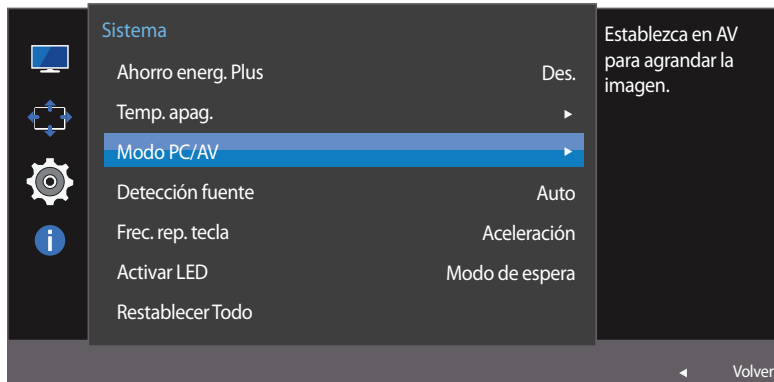 Sistema
Ahorro energ. Plus Des.
Temp. apag.
Modo PC/AV
Detección fuente Auto
Frec. rep. tecla Aceleración
Activar LED Modo de espera
Restablecer Todo
Establezca en AV
para agrandar la
imagen.
Volver